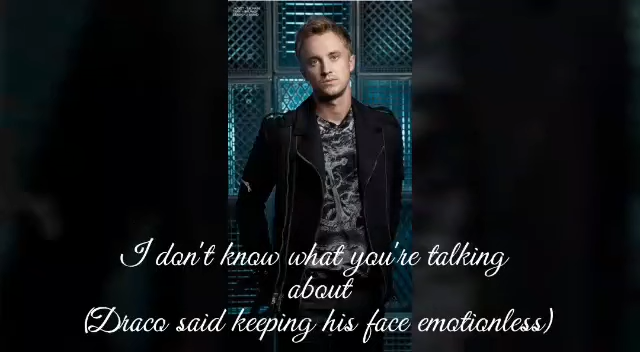 I don't know what you're talking
about
(Draco said keeping his face emotionless)